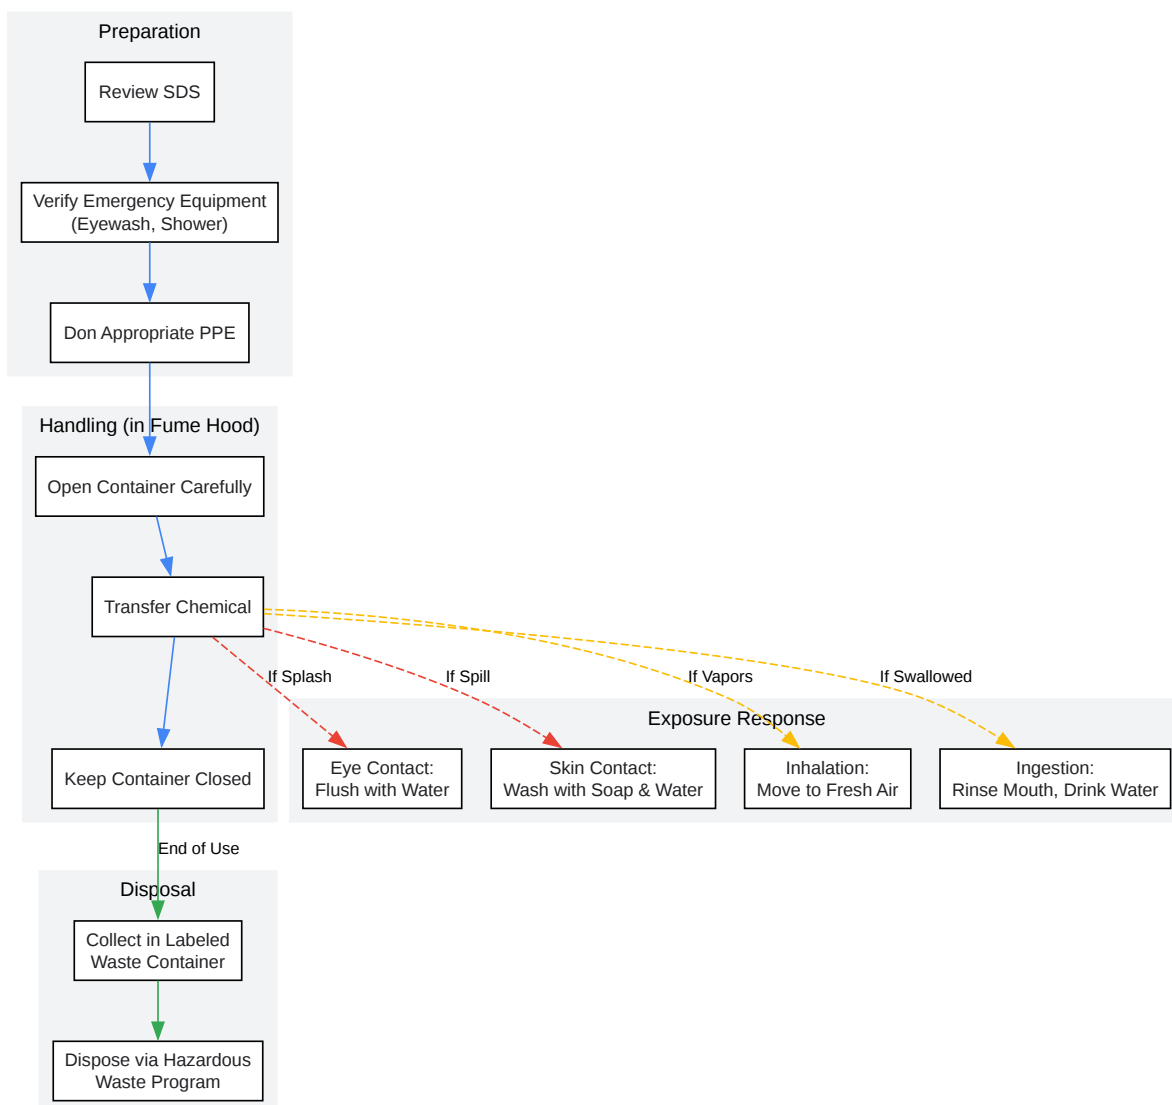 Preparation
Review SDS
Verify Emergency Equipment
(Eyewash, Shower)
Don Appropriate PPE
Handling (in Fume Hood)
Open Container Carefully
Transfer Chemical
If Splash
If Spill
If Vapors
If Swallowed
Exposure Response
Keep Container Closed
Eye Contact:
Flush with Water
Skin Contact:
Wash with Soap & Water
Inhalation:
Move to Fresh Air
Ingestion:
Rinse Mouth, Drink Water
End of Use
Disposal
Collect in Labeled
Waste Container
Dispose via Hazardous
Waste Program